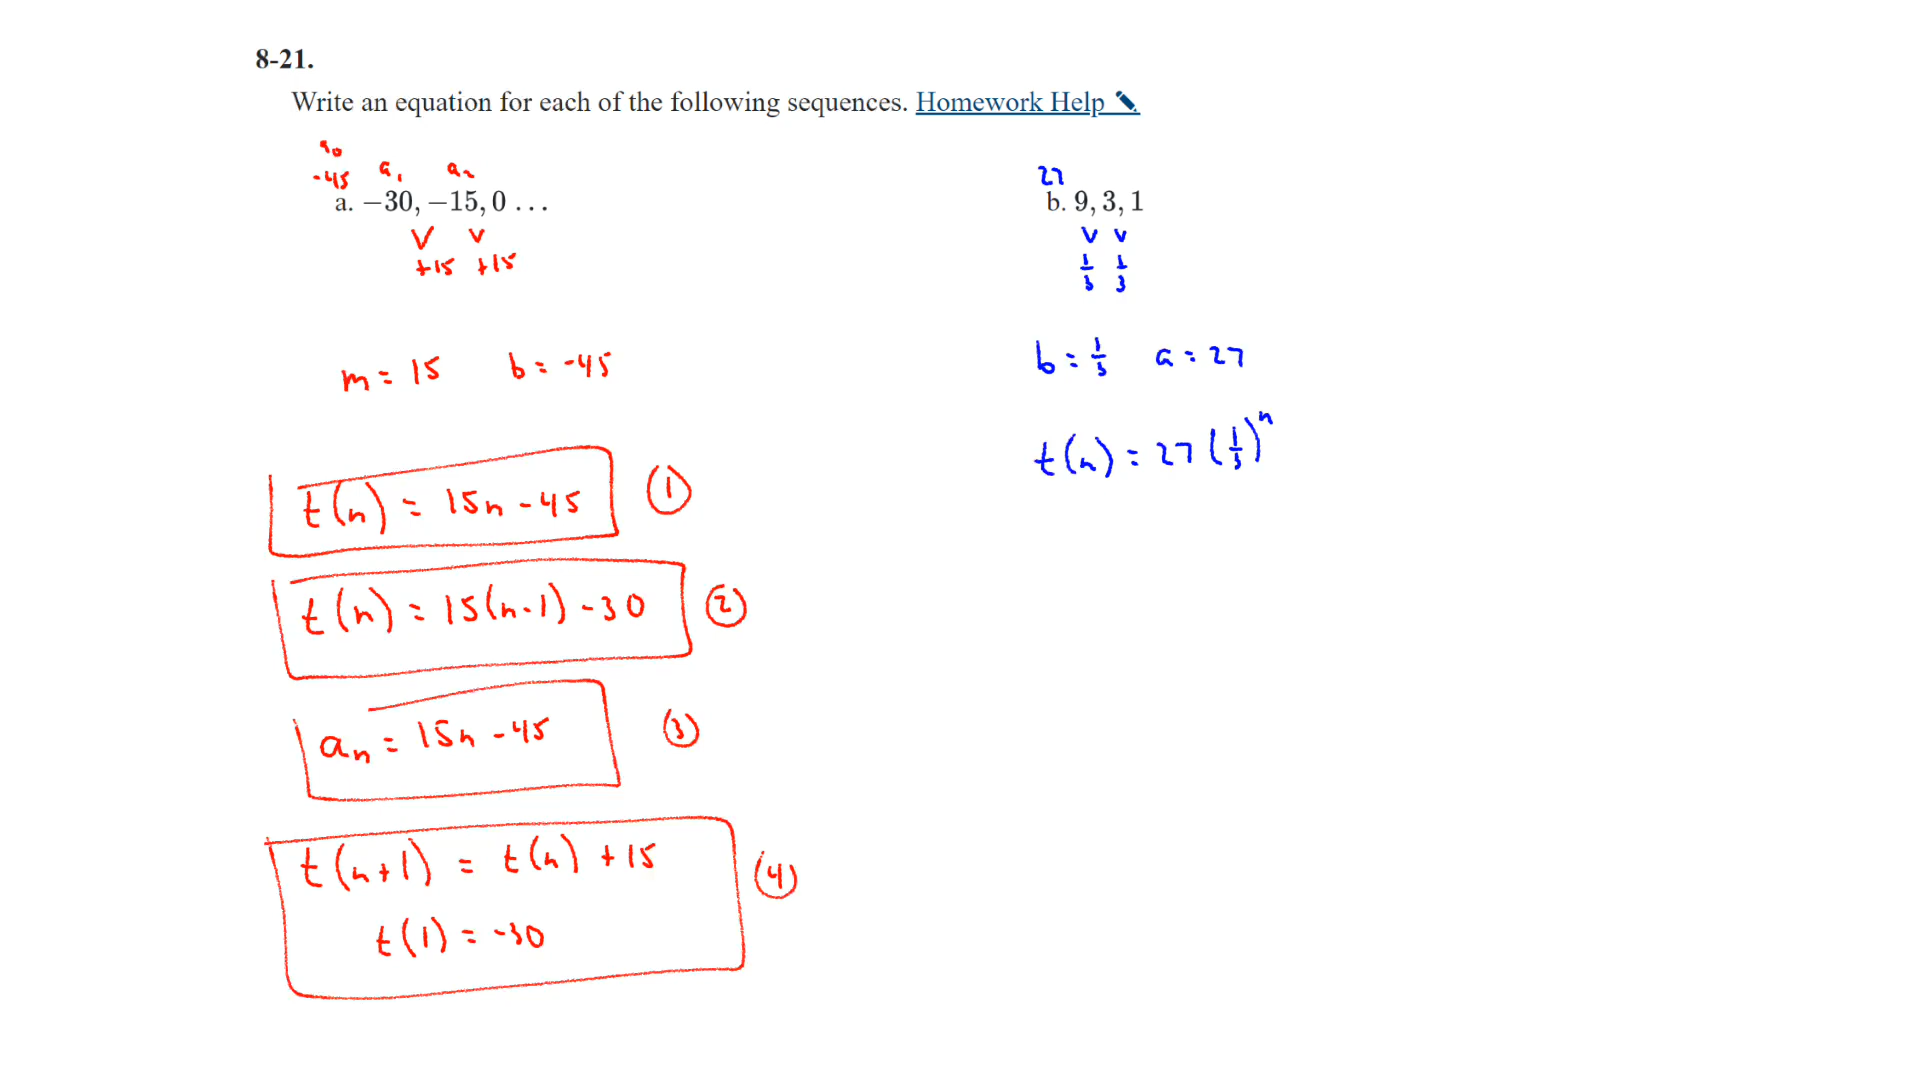 8-21.
Write an equation for each of the following sequences. Homework Help
a₀
-45 a₁ a₂
a. −30, −15, 0 . . .
+15 +15
m = 15 b = -45
t(n) = 15n - 45 (1)
t(n) = 15(n-1) - 30 (2)
aₙ = 15n - 45 (3)
t(n+1) = t(n) + 15 (4)
t(1) = -30
27
b. 9, 3, 1
1/3 1/3
b = 1/3 a = 27
t(n) = 27(1/3)ⁿ